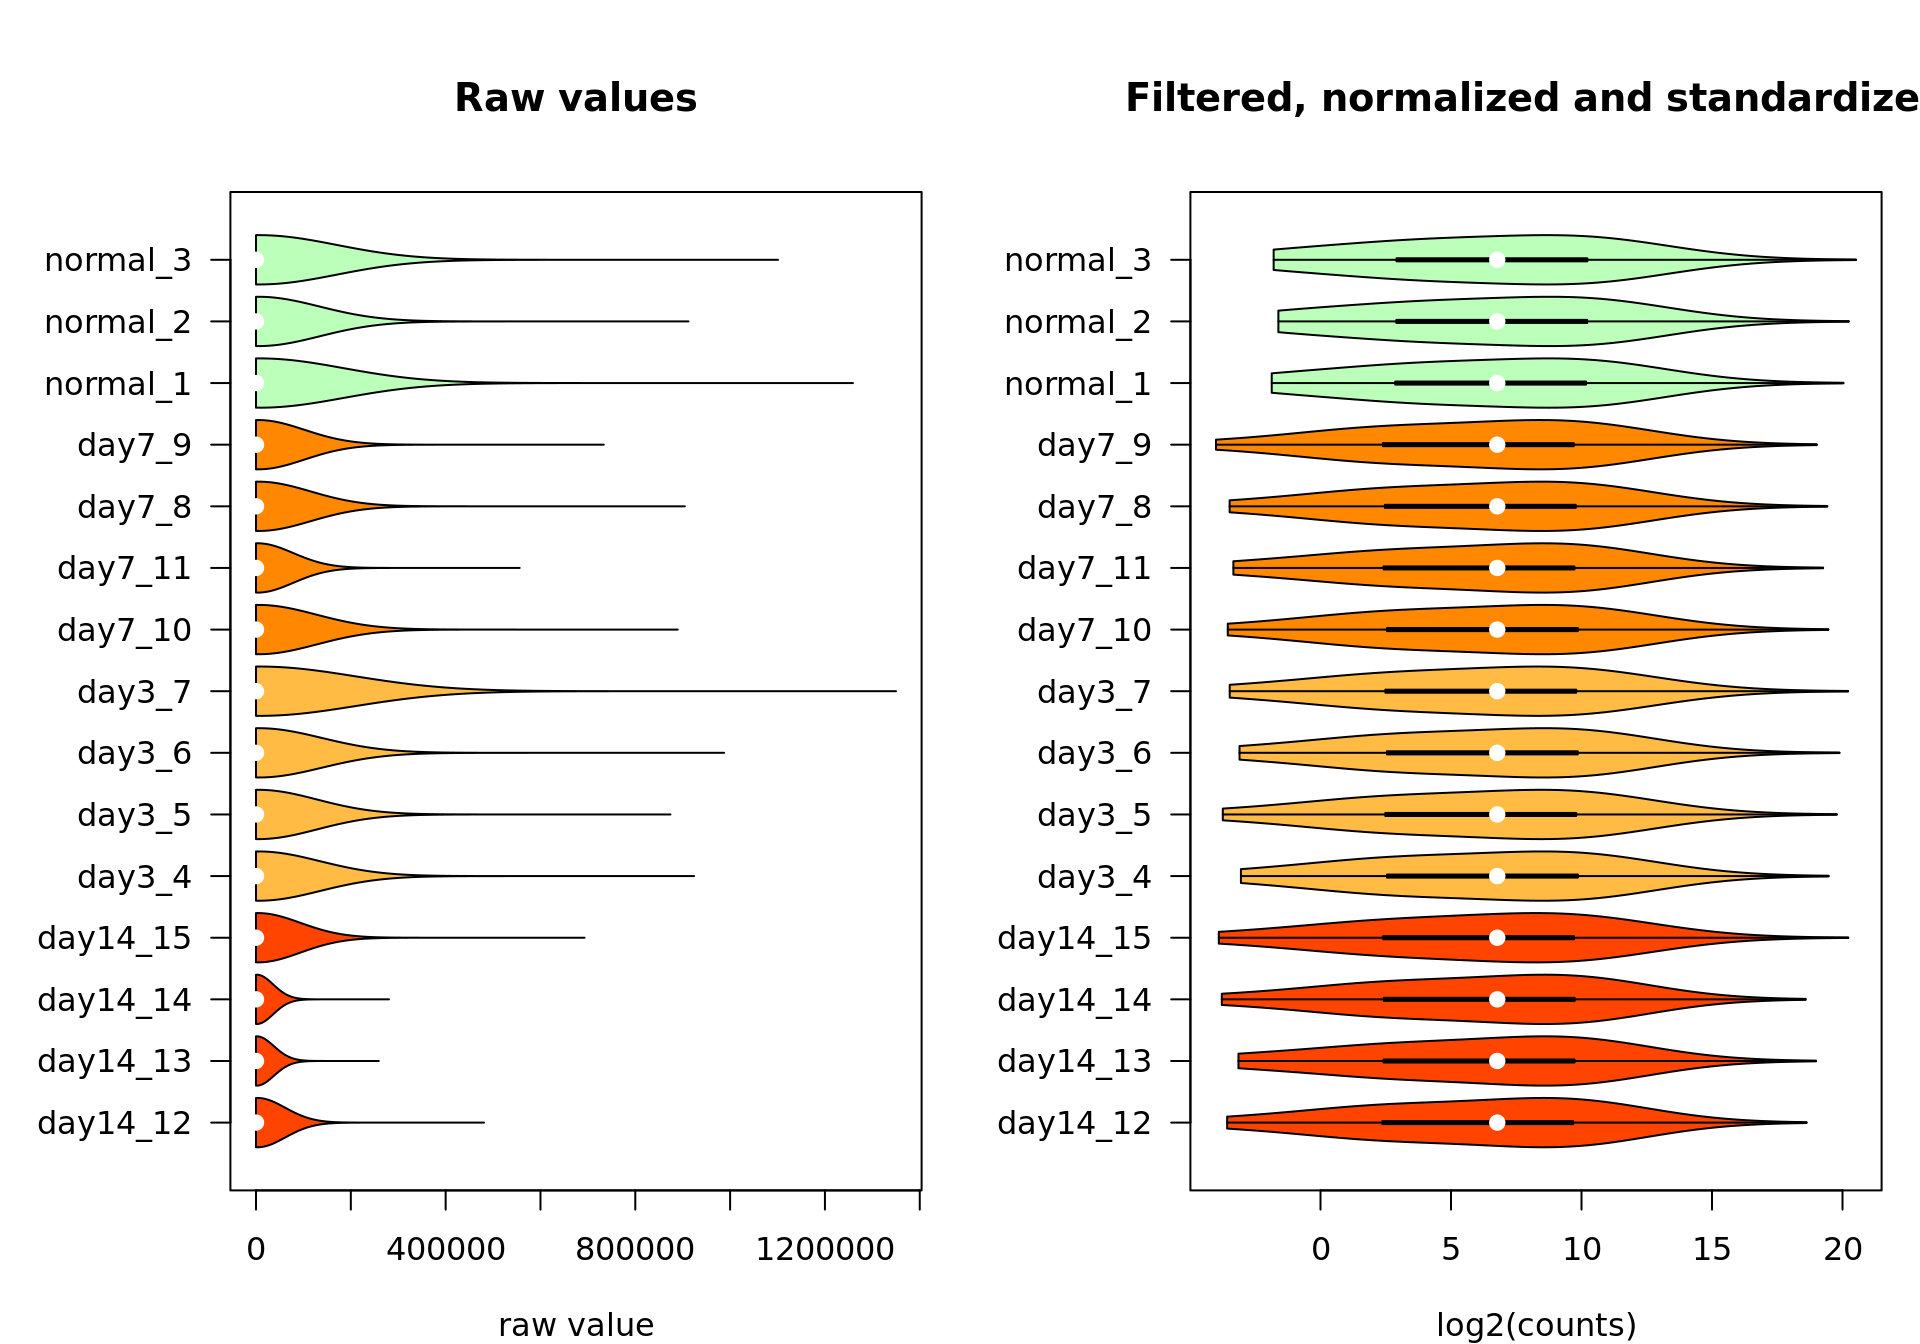 Raw values
normal_3
normal_2
normal_1
day7_9
day7_8
day7_11
day7_10
day3_7
day3_6
day3_5
day3_4
day14_15
day14_14
day14_13
day14_12
0 400000 800000 1200000
raw value
Filtered, normalized and standardize
normal_3
normal_2
normal_1
day7_9
day7_8
day7_11
day7_10
day3_7
day3_6
day3_5
day3_4
day14_15
day14_14
day14_13
day14_12
0 5 10 15 20
log2(counts)